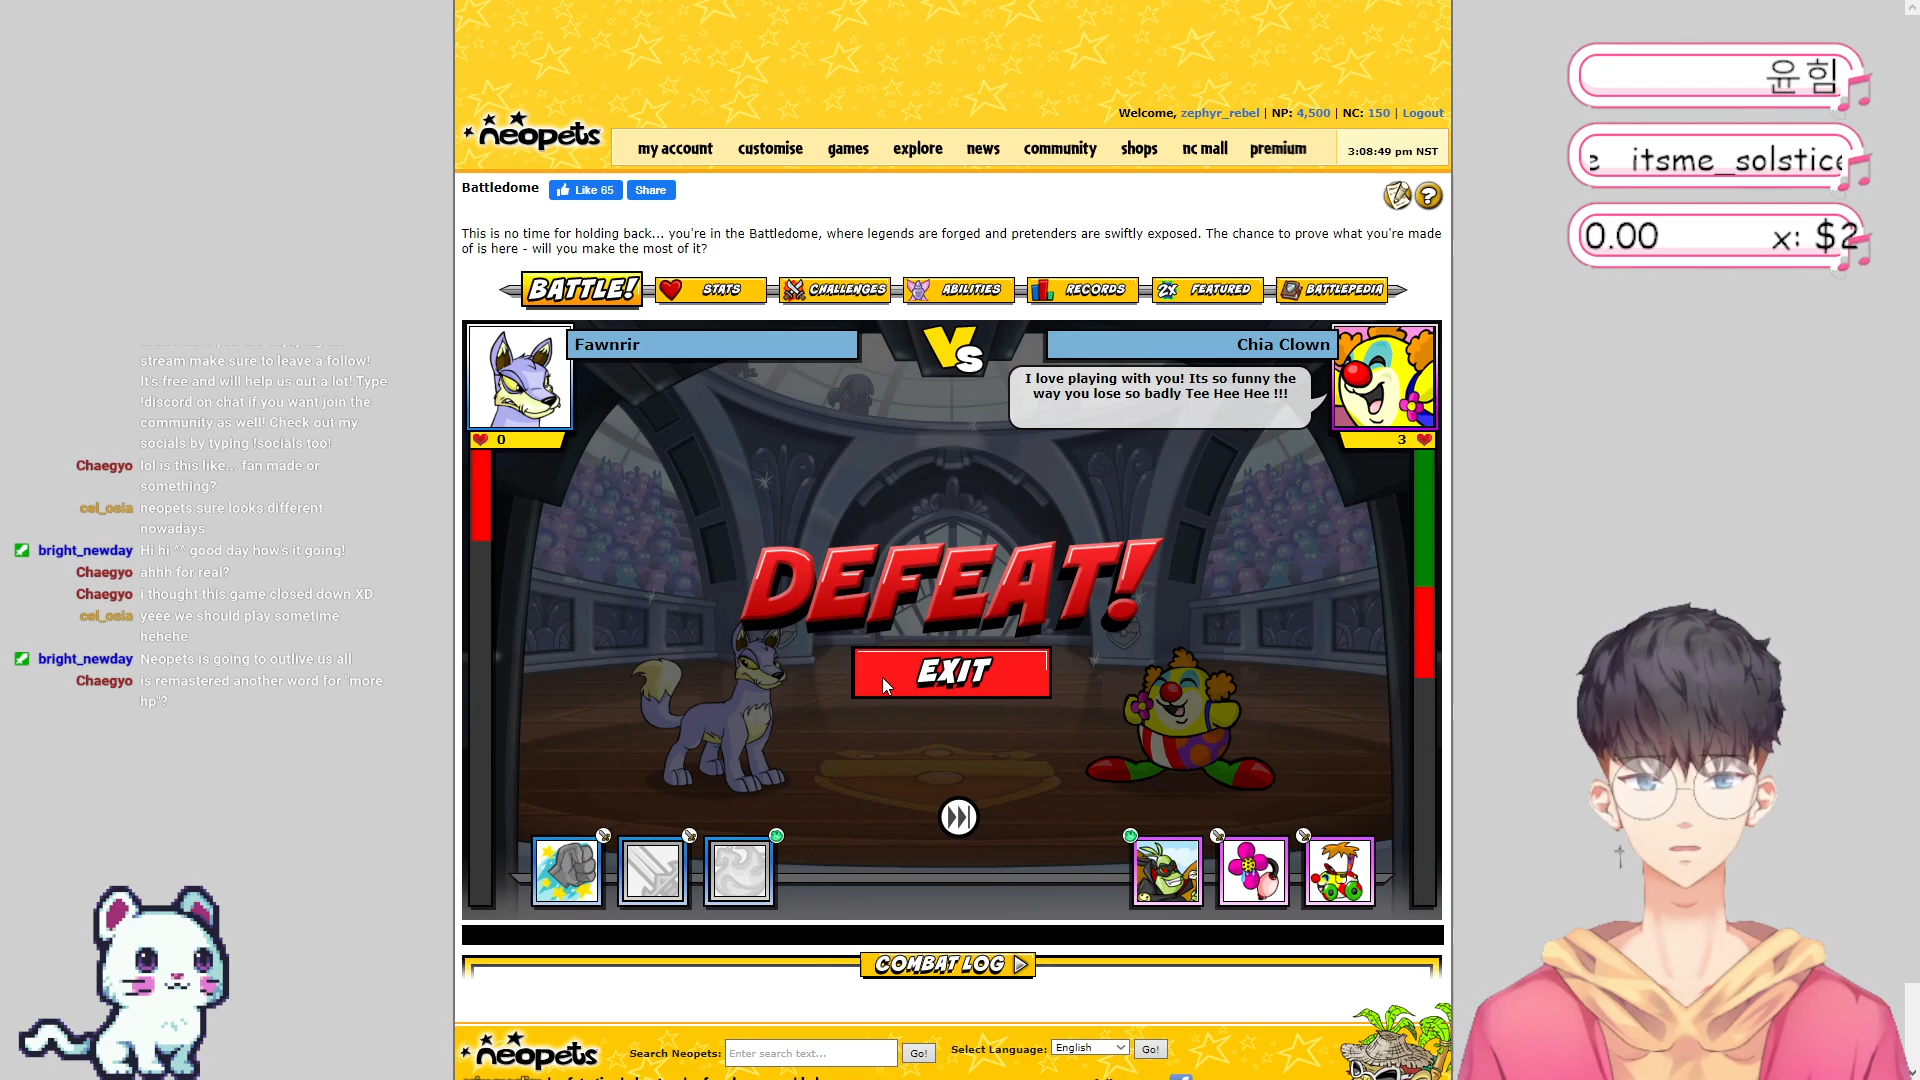 neopets
Welcome, zephyr_rebel | NP: 4,500 | NC: 150 | Logout
my account customise games explore news community shops nc mall premium 3:08:49 pm NST
Battledome Like 65 Share
This is no time for holding back... you're in the Battledome, where legends are forged and pretenders are swiftly exposed. The chance to prove what you're made
of is here - will you make the most of it?
BATTLE! STATS CHALLENGES ABILITIES RECORDS 2X FEATURED BATTLEPEDIA
Fawnrir VS Chia Clown
I love playing with you! Its so funny the
way you lose so badly Tee Hee Hee !!!
0 3
DEFEAT!
EXIT
COMBAT LOG
neopets Search Neopets: Enter search text... Go! Select Language: English Go!
stream make sure to leave a follow!
It's free and will help us out a lot! Type
!discord on chat if you want join the
community as well! Check out my
socials by typing !socials too!
Chaegyo lol is this like... fan made or
something?
cel_osia neopets sure looks different
nowadays
bright_newday Hi hi ^^ good day how's it going!
Chaegyo ahhh for real?
Chaegyo i thought this game closed down XD
cel_osia yeee we should play sometime
hehehe
bright_newday Neopets is going to outlive us all
Chaegyo is remastered another word for "more
hp"?
윤힘
e itsme_solstice
0.00 x: $2